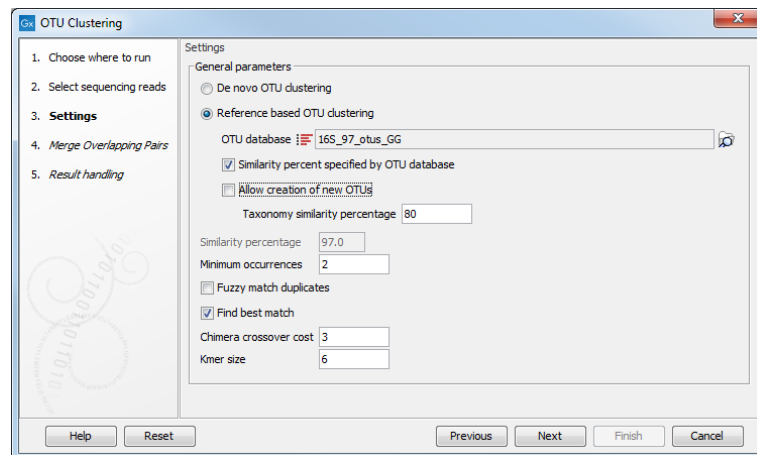 Gx OTU Clustering
1. Choose where to run
2. Select sequencing reads
3. Settings
4. Merge Overlapping Pairs
5. Result handling
Settings
General parameters
De novo OTU clustering
Reference based OTU clustering
OTU database 16S_97_otus_GG
Similarity percent specified by OTU database
Allow creation of new OTUs
Taxonomy similarity percentage 80
Similarity percentage 97.0
Minimum occurrences 2
Fuzzy match duplicates
Find best match
Chimera crossover cost 3
Kmer size 6
Help Reset Previous Next Finish Cancel